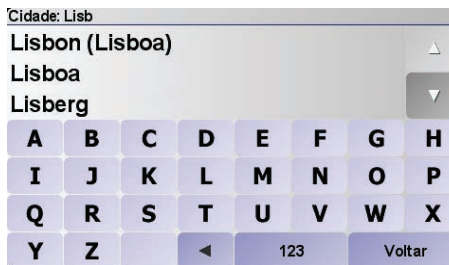 Cidade: Lisb
Lisbon (Lisboa)
Lisboa
Lisberg
A B C D E F G H
I J K L M N O P
Q R S T U V W X
Y Z 123 Voltar